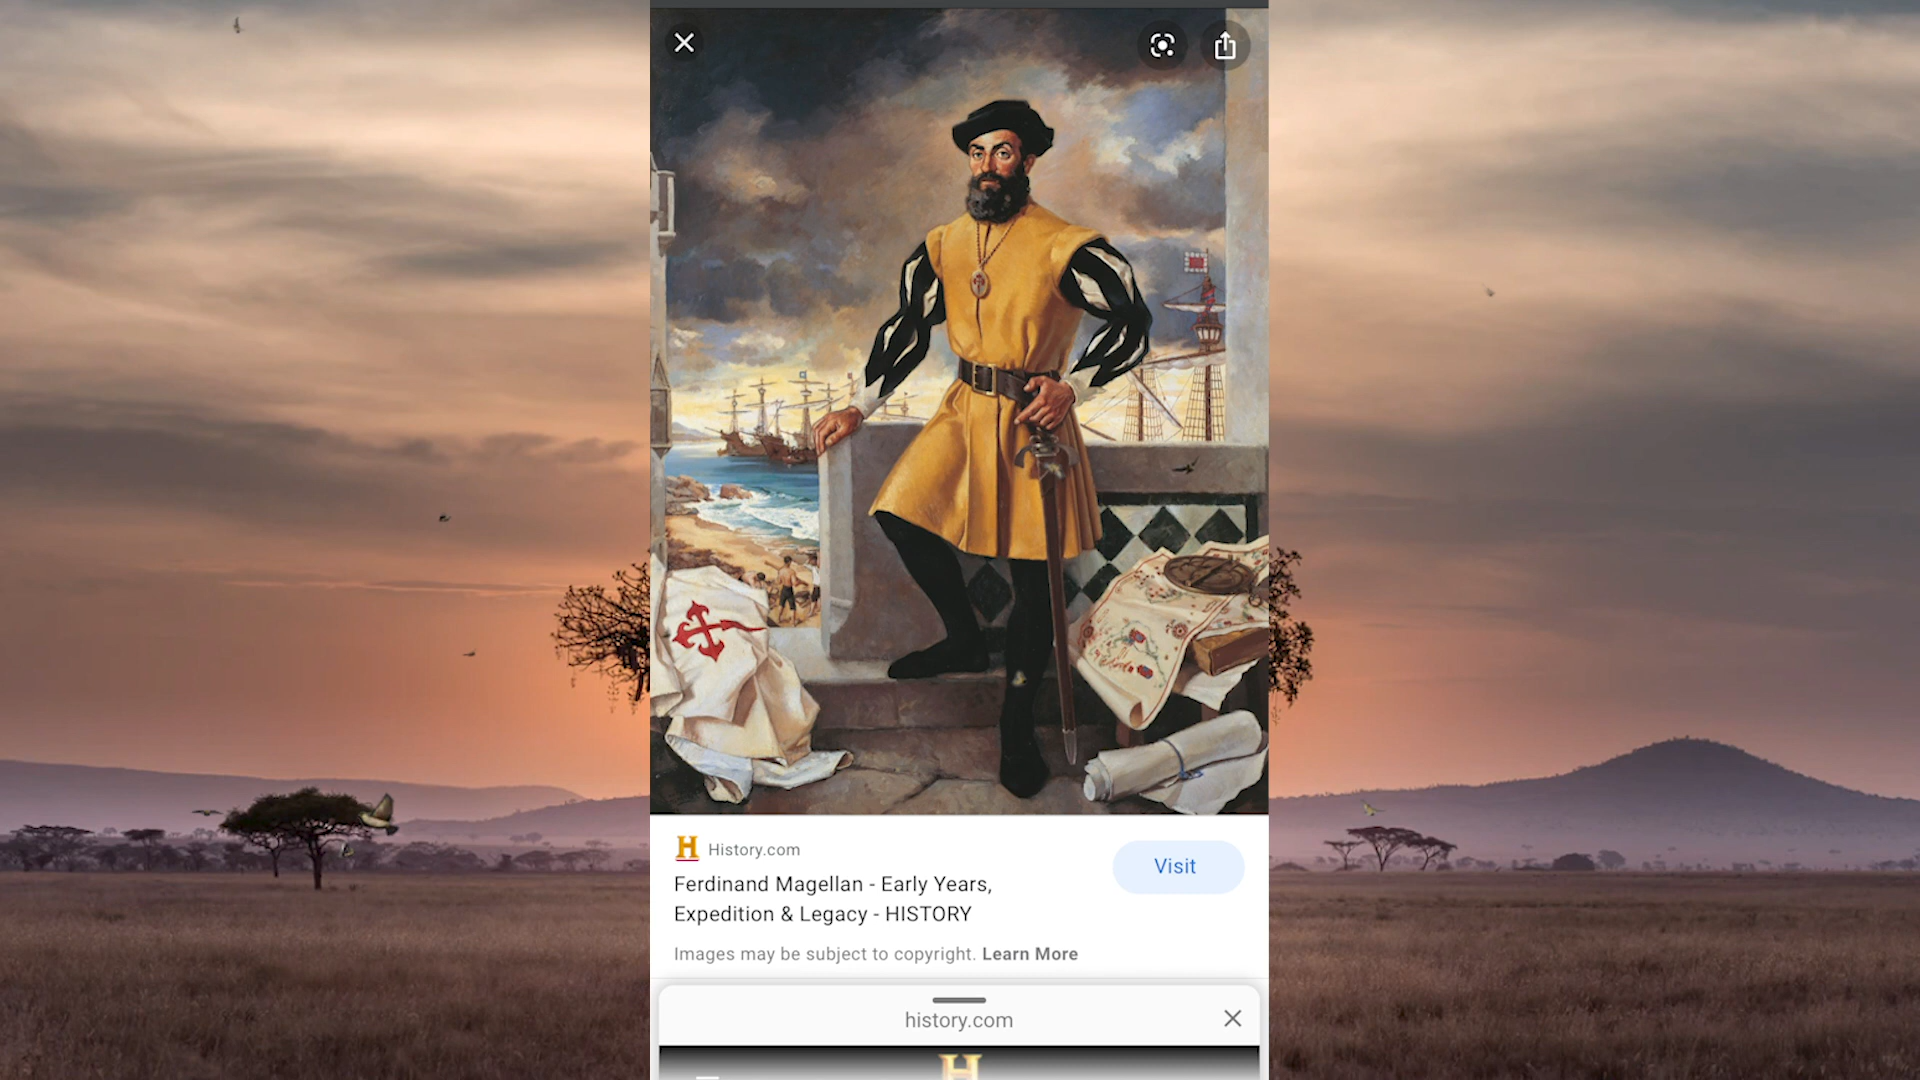 H History.com
Visit
Ferdinand Magellan - Early Years,
Expedition & Legacy - HISTORY
Images may be subject to copyright. Learn More
history.com
H